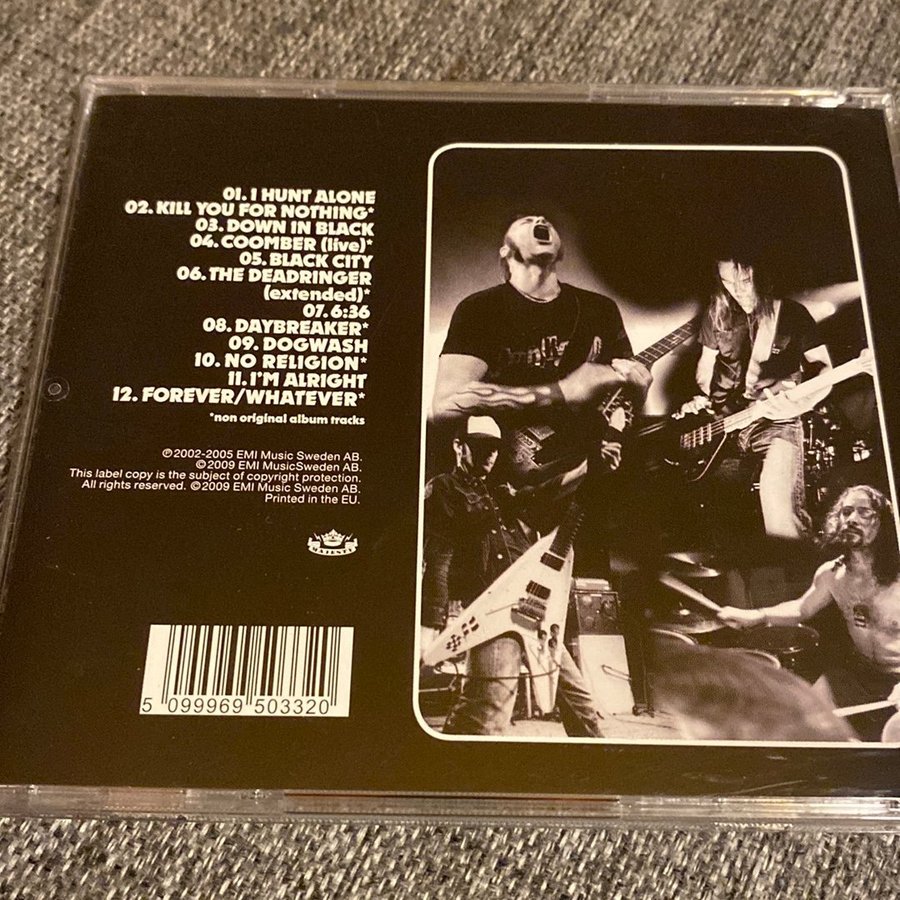 01. I HUNT ALONE
02. KILL YOU FOR NOTHING*
03. DOWN IN BLACK
04. COOMBER (live)*
05. BLACK CITY
06. THE DEADRINGER
(extended)*
07. 6:36
08. DAYBREAKER*
09. DOGWASH
10. NO RELIGION*
11. I'M ALRIGHT
12. FOREVER/WHATEVER*
*non original album tracks
℗2002-2005 EMI Music Sweden AB.
©2009 EMI MusicSweden AB.
This label copy is the subject of copyright protection.
All rights reserved. ©2009 EMI Music Sweden AB.
Printed in the EU.
MAJESTY
5 099969 503320